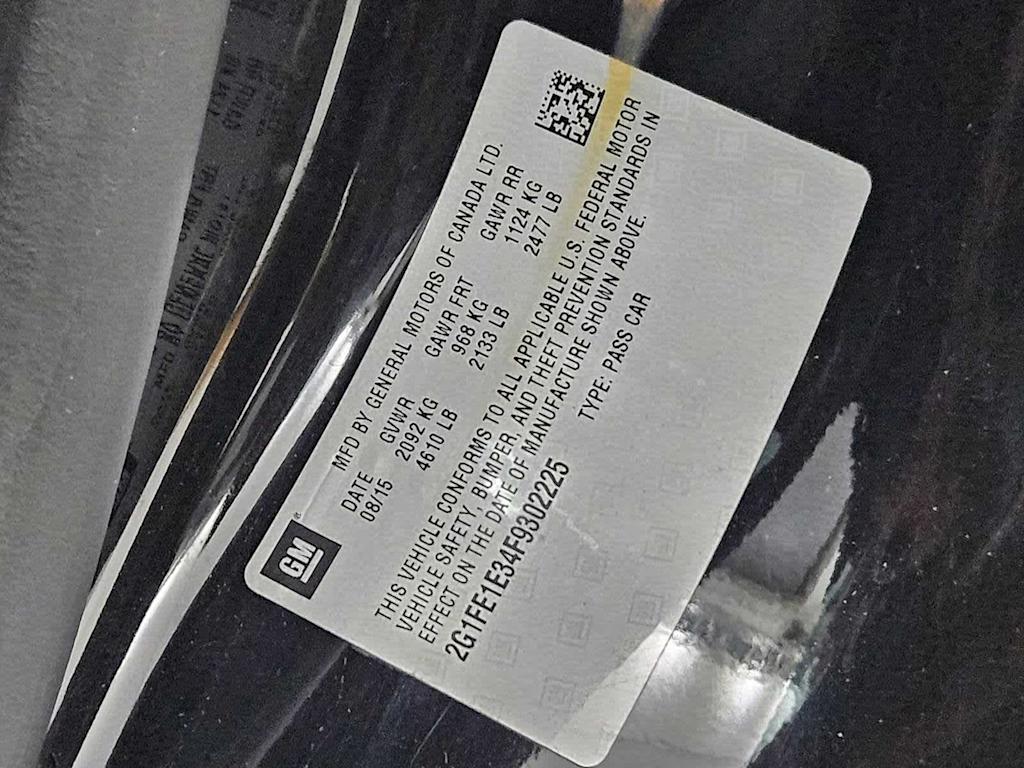 GM
MFD BY GENERAL MOTORS OF CANADA LTD.
DATE GVWR GAWR FRT GAWR RR
08/15 2092 KG 968 KG 1124 KG
4610 LB 2133 LB 2477 LB
THIS VEHICLE CONFORMS TO ALL APPLICABLE U.S. FEDERAL MOTOR
VEHICLE SAFETY, BUMPER, AND THEFT PREVENTION STANDARDS IN
EFFECT ON THE DATE OF MANUFACTURE SHOWN ABOVE.
2G1FE1E34F9302225 TYPE: PASS CAR